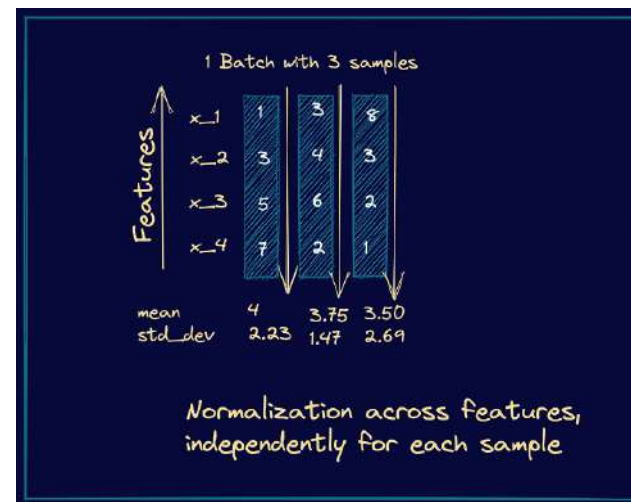 1 Batch with 3 samples
Features
x_1 1 3 8
x_2 3 4 3
x_3 5 6 2
x_4 7 2 1
mean 4 3.75 3.50
std_dev 2.23 1.47 2.69
Normalization across features,
independently for each sample